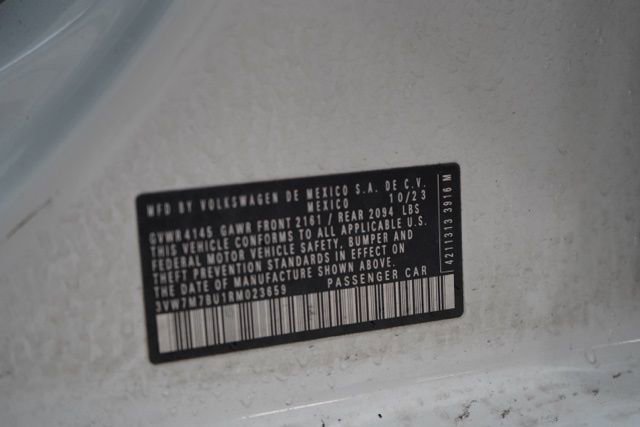 MFD BY VOLKSWAGEN DE MEXICO S.A. DE C.V.
MEXICO 10/23
GVWR4145 GAWR FRONT 2161 / REAR 2094 LBS
THIS VEHICLE CONFORMS TO ALL APPLICABLE U.S.
FEDERAL MOTOR VEHICLE SAFETY, BUMPER AND
THEFT PREVENTION STANDARDS IN EFFECT ON
THE DATE OF MANUFACTURE SHOWN ABOVE.
3VW7M7BU1RM023659 PASSENGER CAR
4211313 3916 M